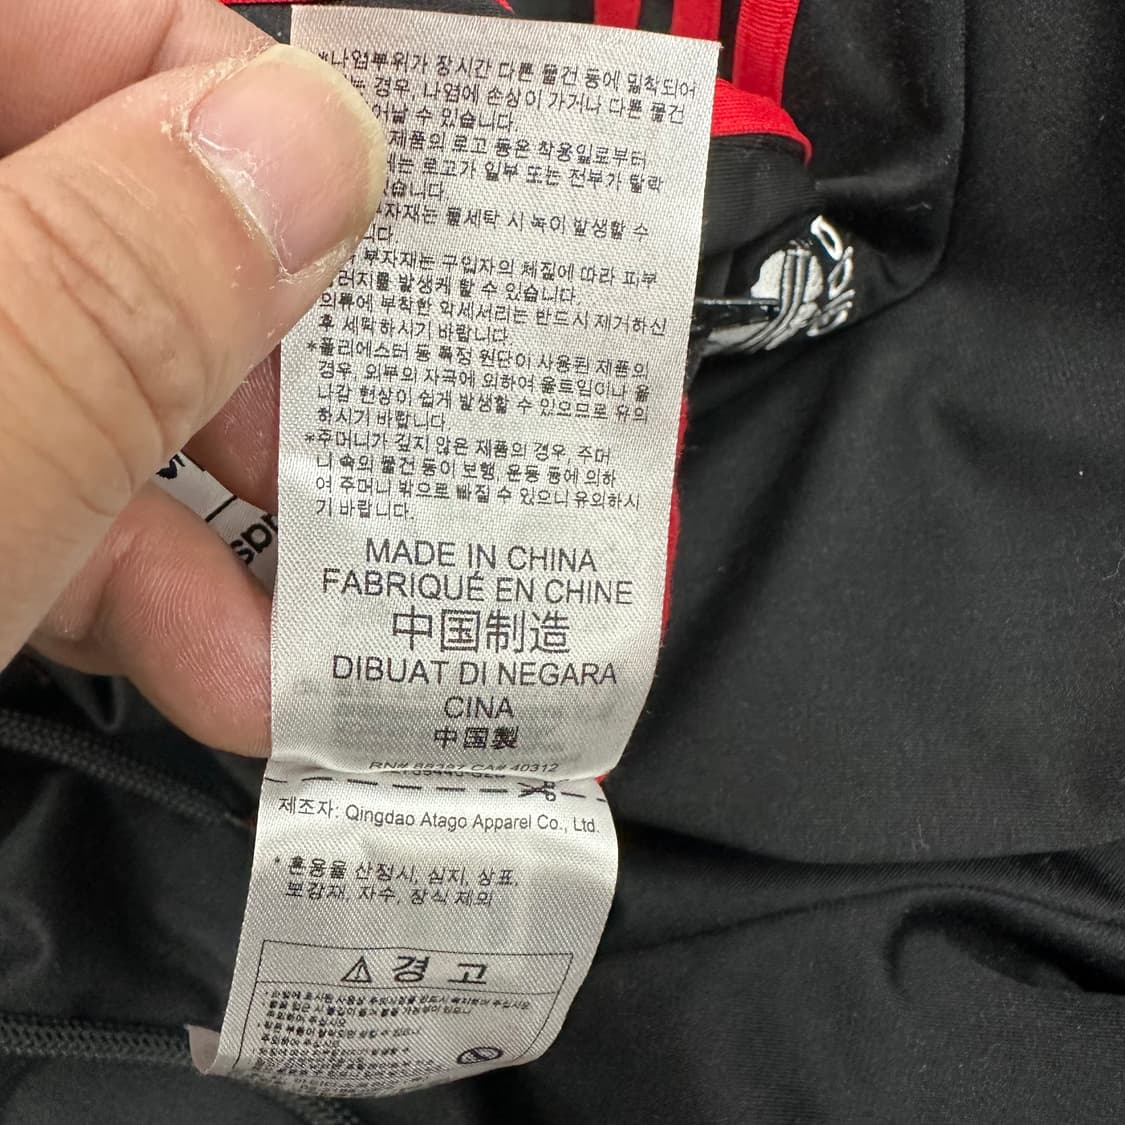 *나염부위가 장시간 다른 물건 등에 밀착되어
는 경우, 나염에 손상이 가거나 다른 물건
어날 수 있습니다.
제품의 로고 등은 착용일로부터
는 로고가 일부 또는 전부가 탈락
있습니다.
부자재는 물세탁 시 녹이 발생할 수
니다.
부자재는 구입자의 체질에 따라 피부
러지를 발생케 할 수 있습니다.
의류에 부착한 악세서리는 반드시 제거하신
후 세탁하시기 바랍니다.
*폴리에스터 등 특정 원단이 사용된 제품의
경우, 외부의 자극에 의하여 올트임이나 올
나감 현상이 쉽게 발생할 수 있으므로 유의
하시기 바랍니다.
*주머니가 깊지 않은 제품의 경우, 주머
니 속의 물건 등이 보행, 운동 등에 의하
여 주머니 밖으로 빠질 수 있으니 유의하시
기 바랍니다.
MADE IN CHINA
FABRIQUÉ EN CHINE
中国制造
DIBUAT DI NEGARA
CINA
中国製
RN# 88387 CA# 40312
제조자: Qingdao Atago Apparel Co., Ltd.
* 혼용율 산정시, 심지, 상표,
보강재, 자수, 장식 제외
⚠ 경 고